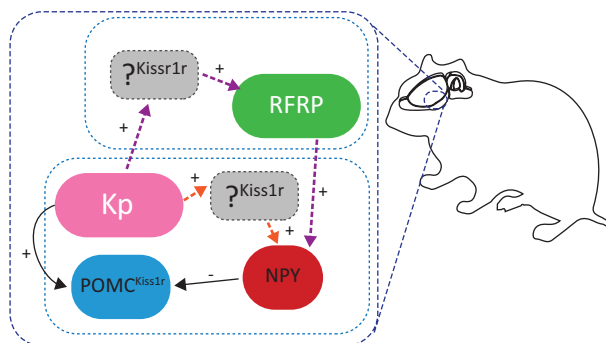 ?Kissr1r
+
+
RFRP
+
Kp
+
?Kiss1r
+
+
+
POMCKiss1r
-
NPY